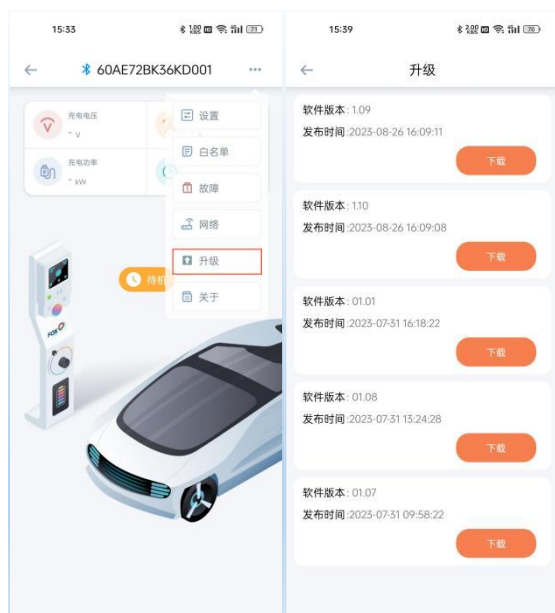 15:33
71
60AE72BK36KD001
...
充电电压
- V
充电功率
- kW
设置
白名单
故障
网络
升级
关于
待机
FOX
15:39
70
升级
软件版本: 1.09
发布时间:2023-08-26 16:09:11
下载
软件版本: 1.10
发布时间:2023-08-26 16:09:08
下载
软件版本: 01.01
发布时间:2023-07-31 16:18:22
下载
软件版本: 01.08
发布时间:2023-07-31 13:24:28
下载
软件版本: 01.07
发布时间:2023-07-31 09:58:22
下载